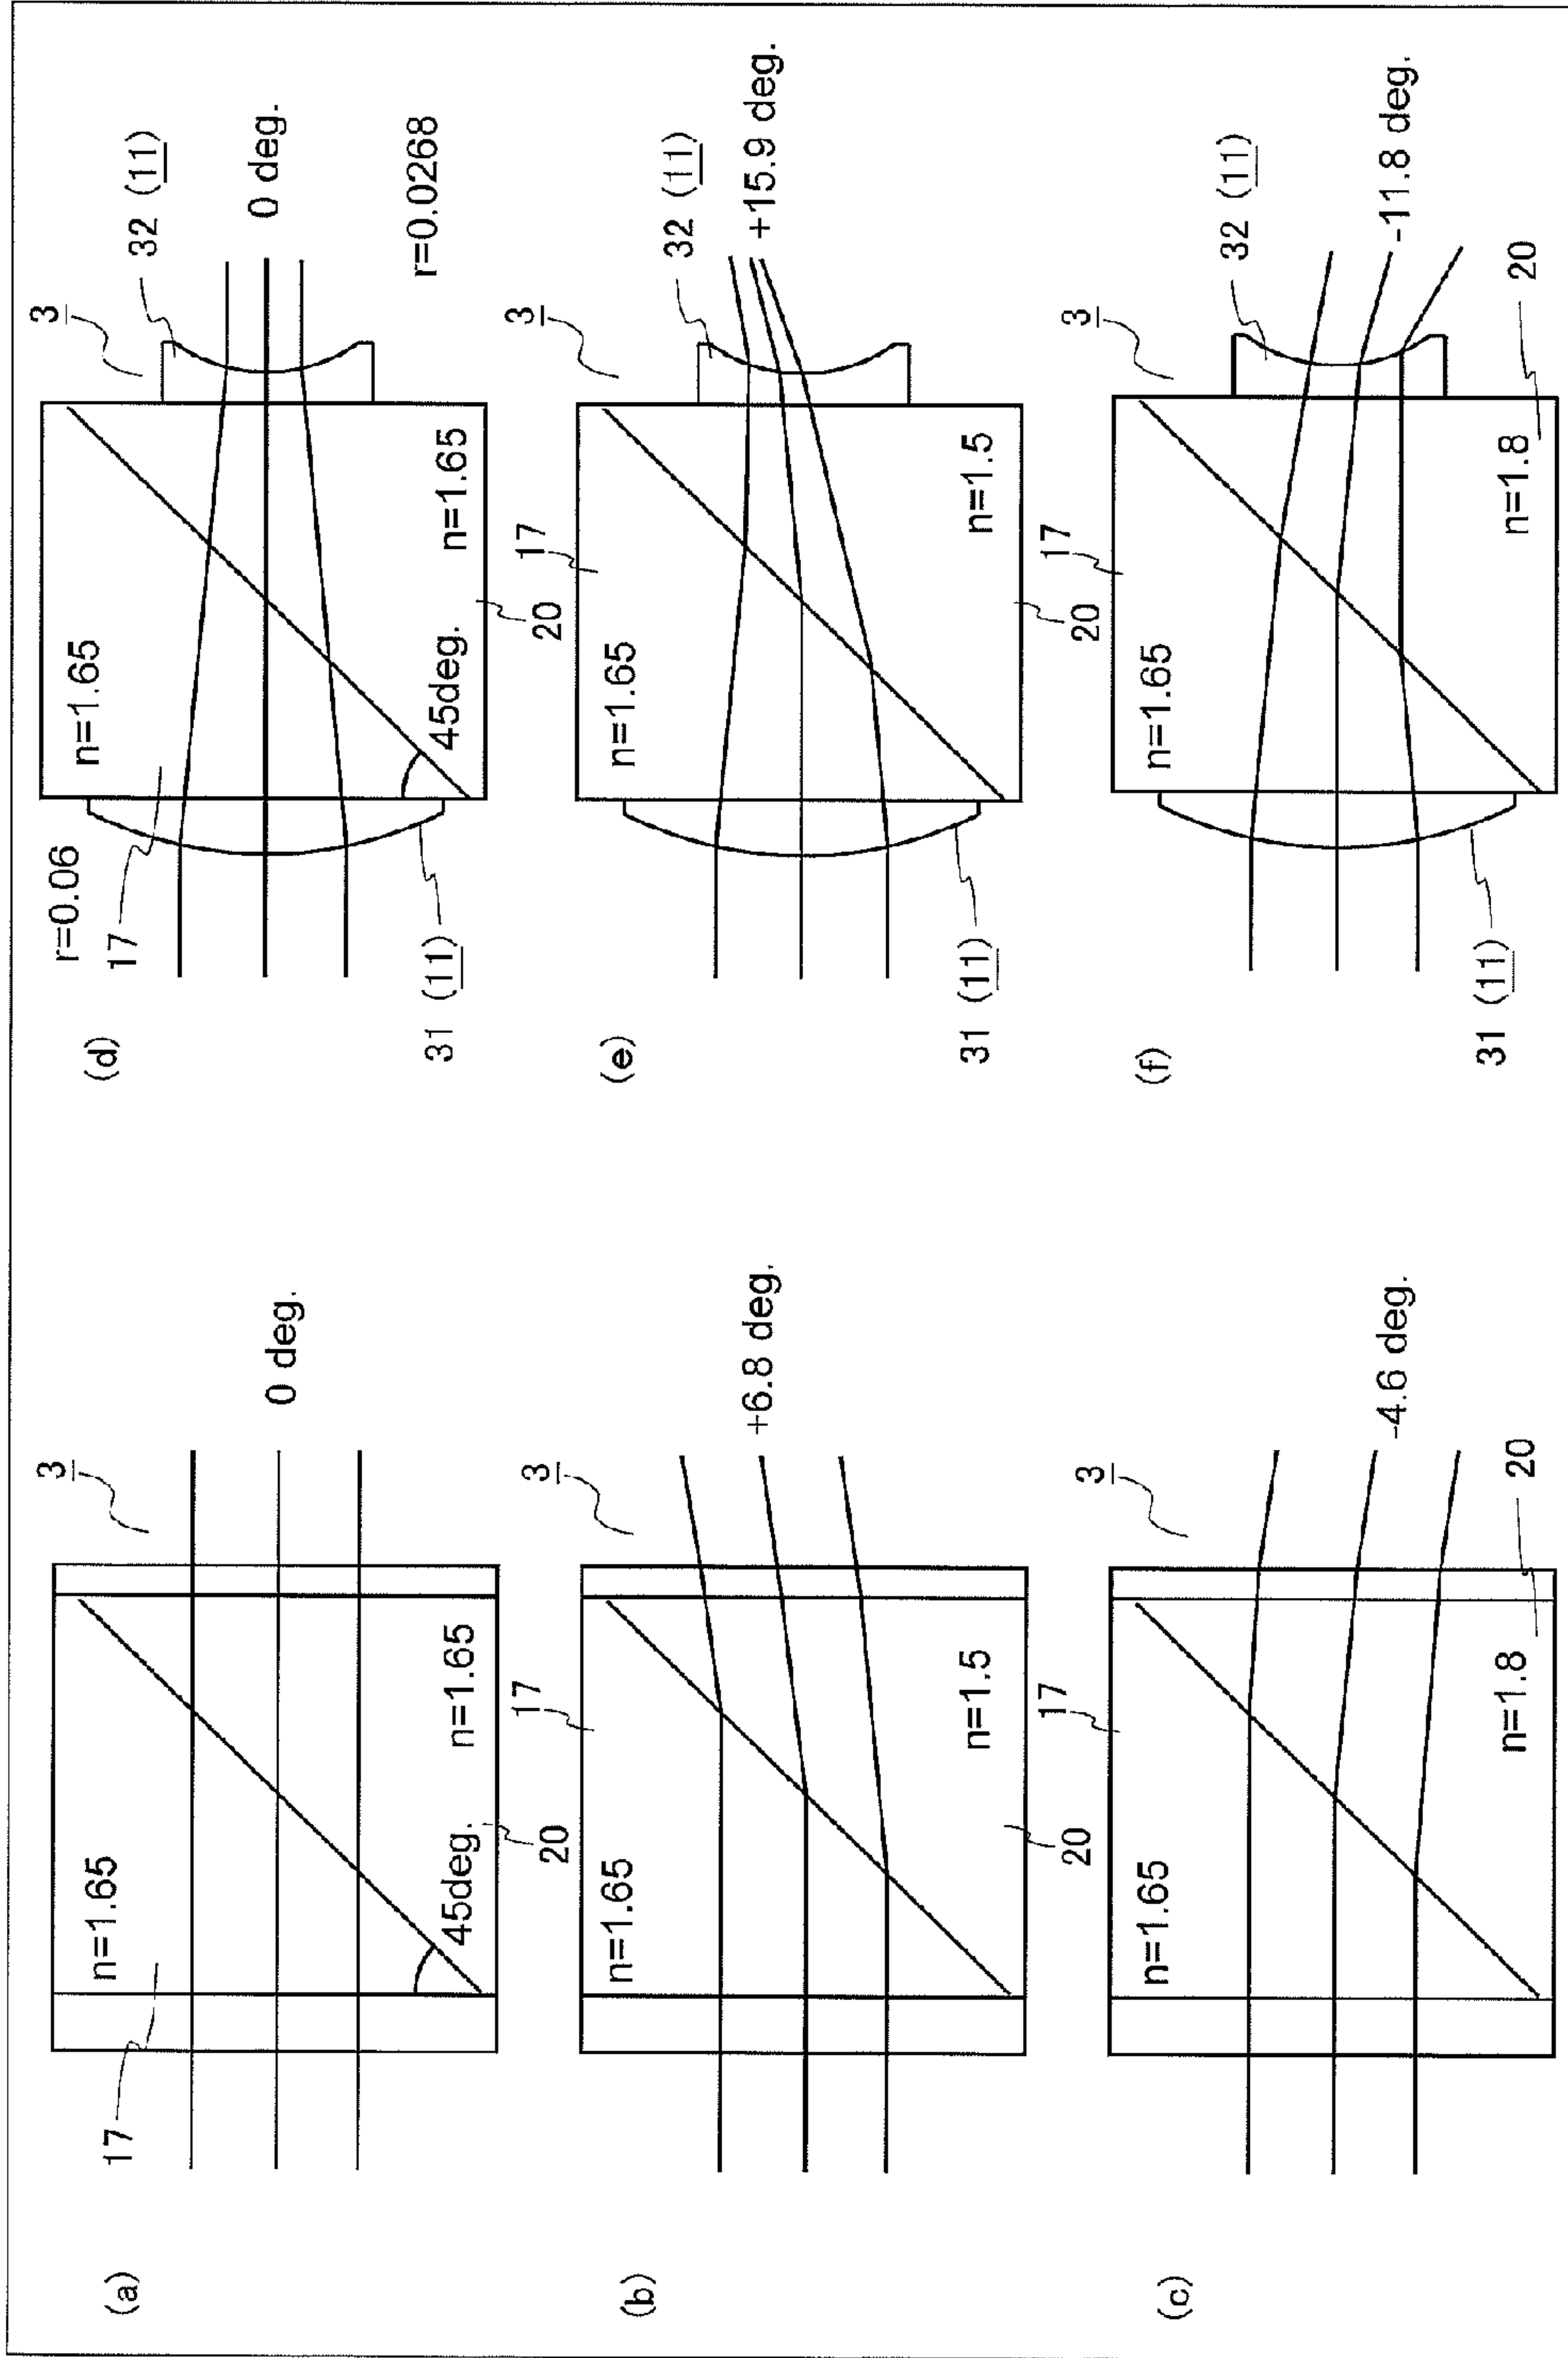 (a)
17
n=1.65
45deg.
n=1.65
20
3
0 deg.
(b)
17
n=1.65
n=1.5
20
3
+6.8 deg.
(c)
17
n=1.65
n=1.8
20
3
-4.6 deg.
(d)
r=0.06
17
n=1.65
45deg.
n=1.65
20
31 (11)
3
32 (11)
0 deg.
r=0.0268
(e)
17
n=1.65
n=1.5
20
31 (11)
3
32 (11)
+15.9 deg.
(f)
17
n=1.65
n=1.8
20
31 (11)
3
32 (11)
-11.8 deg.